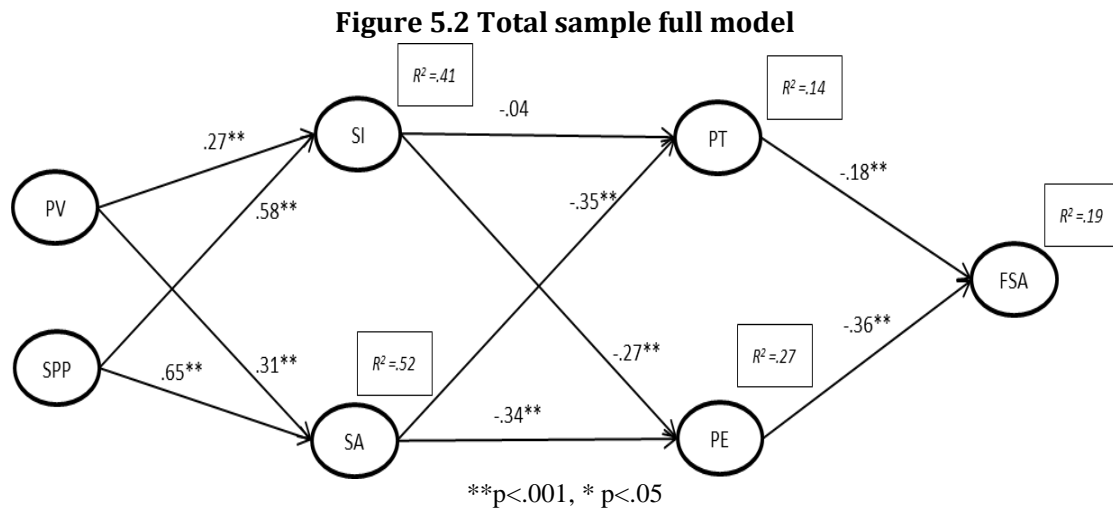 Figure 5.2 Total sample full model
R² =.41
R² =.14
SI
-.04
PT
.27**
-.18**
-.35**
PV
.58**
R² =.19
FSA
R² =.52
R² =.27
-.36**
SPP
.65**
.31**
-.27**
-.34**
SA
PE
**p<.001, * p<.05